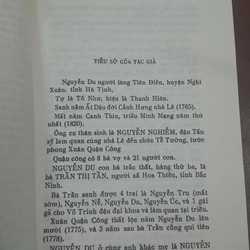 TIỂU SỬ CỦA TÁC GIẢ
Nguyễn Du người làng Tiên Điền, huyện Nghi
Xuân, tỉnh Hà Tịnh,
Tự là Tố Như, hiệu là Thanh Hiên.
Sanh năm Ất Dậu đời Cảnh Hưng nhà Lê (1765).
Mất năm Canh Thìn, triều Minh Mạng năm thứ
nhất (1820).
Ông cụ thân sinh là NGUYỄN NGHIỄM, đậu Tấn
sỹ làm quan cùng nhà Lê đến chức Tể Tướng, tước
phong Xuân Quận Công
Quận công có 8 bà vợ và 21 người con.
NGUYỄN DU con bà trắc thất, hàng thứ ba, là
bà TRẦN THỊ TẦN, người xã Hoa Thiều, tỉnh Bắc
Ninh.
Bà Trần sanh được 4 trai là Nguyễn Trụ (mất
sớm), Nguyễn Nễ, Nguyễn Du, Nguyễn Ức, và 1 gái
gả cho Võ Trinh đậu đại khoa và làm quan tại triều,
Xuân Quận Công thất lộc năm Nguyễn Du lên
mười (1775), và 3 năm sau bà Trần cũng qui tiên
(1778).
NGUYỄN DU ở cùng anh khác mẹ là NGUYỄN